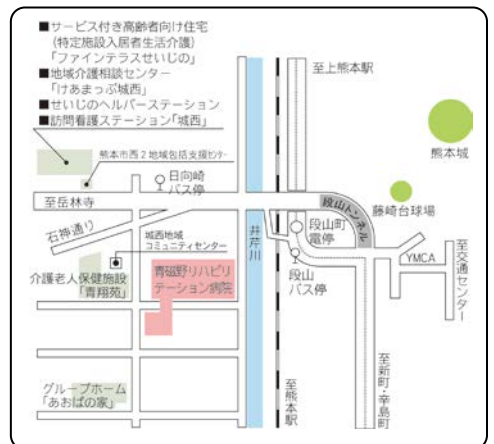 ■サービス付き高齢者向け住宅
(特定施設入居者生活介護)
「ファインテラスせいじの」
■地域介護相談センター
「けあまっぷ城西」
■せいじのヘルパーステーション
■訪問看護ステーション「城西」
至上熊本駅
熊本城
熊本市西2地域包括支援センター
日向崎
バス停
至岳林寺
石神通り
段山トンネル
藤崎台球場
城西地域
コミュニティセンター
井芹川
段山町
電停
YMCA
至交通センター
介護老人保健施設
「青翔苑」
青磁野リハビリ
テーション病院
段山
バス停
至新町・辛島町
至熊本駅
グループホーム
「あおばの家」